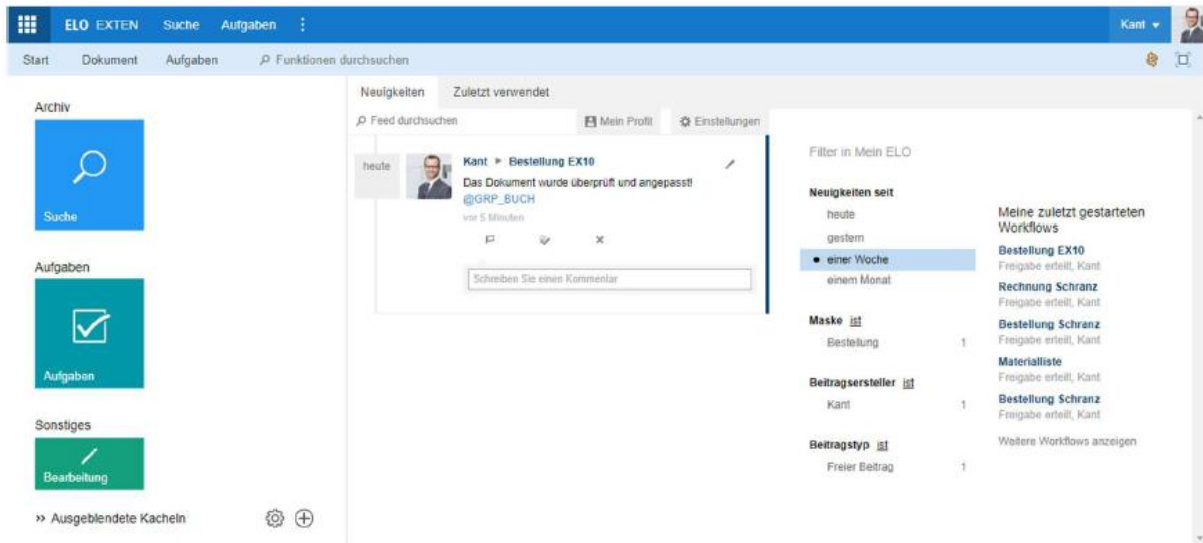 ELO EXTEN Suche Aufgaben
Kant
Start Dokument Aufgaben Funktionen durchsuchen
Archiv
Suche
Aufgaben
Aufgaben
Sonstiges
Bearbeitung
Ausgeblendete Kacheln
Neuigkeiten Zuletzt verwendet
Feed durchsuchen Mein Profil Einstellungen
heute
Kant Bestellung EX10
Das Dokument wurde überprüft und angepasst!
@GRP_BUCH
vor 5 Minuten
Schreiben Sie einen Kommentar
Filter in Mein ELO
Neuigkeiten seit
heute
gestern
einer Woche
einem Monat
Maske ist
Bestellung 1
Beitragsersteller ist
Kant 1
Beitragstyp ist
Freier Beitrag 1
Meine zuletzt gestarteten
Workflows
Bestellung EX10
Freigabe erteilt, Kant
Rechnung Schranz
Freigabe erteilt, Kant
Bestellung Schranz
Freigabe erteilt, Kant
Materialliste
Freigabe erteilt, Kant
Bestellung Schranz
Freigabe erteilt, Kant
Weitere Workflows anzeigen